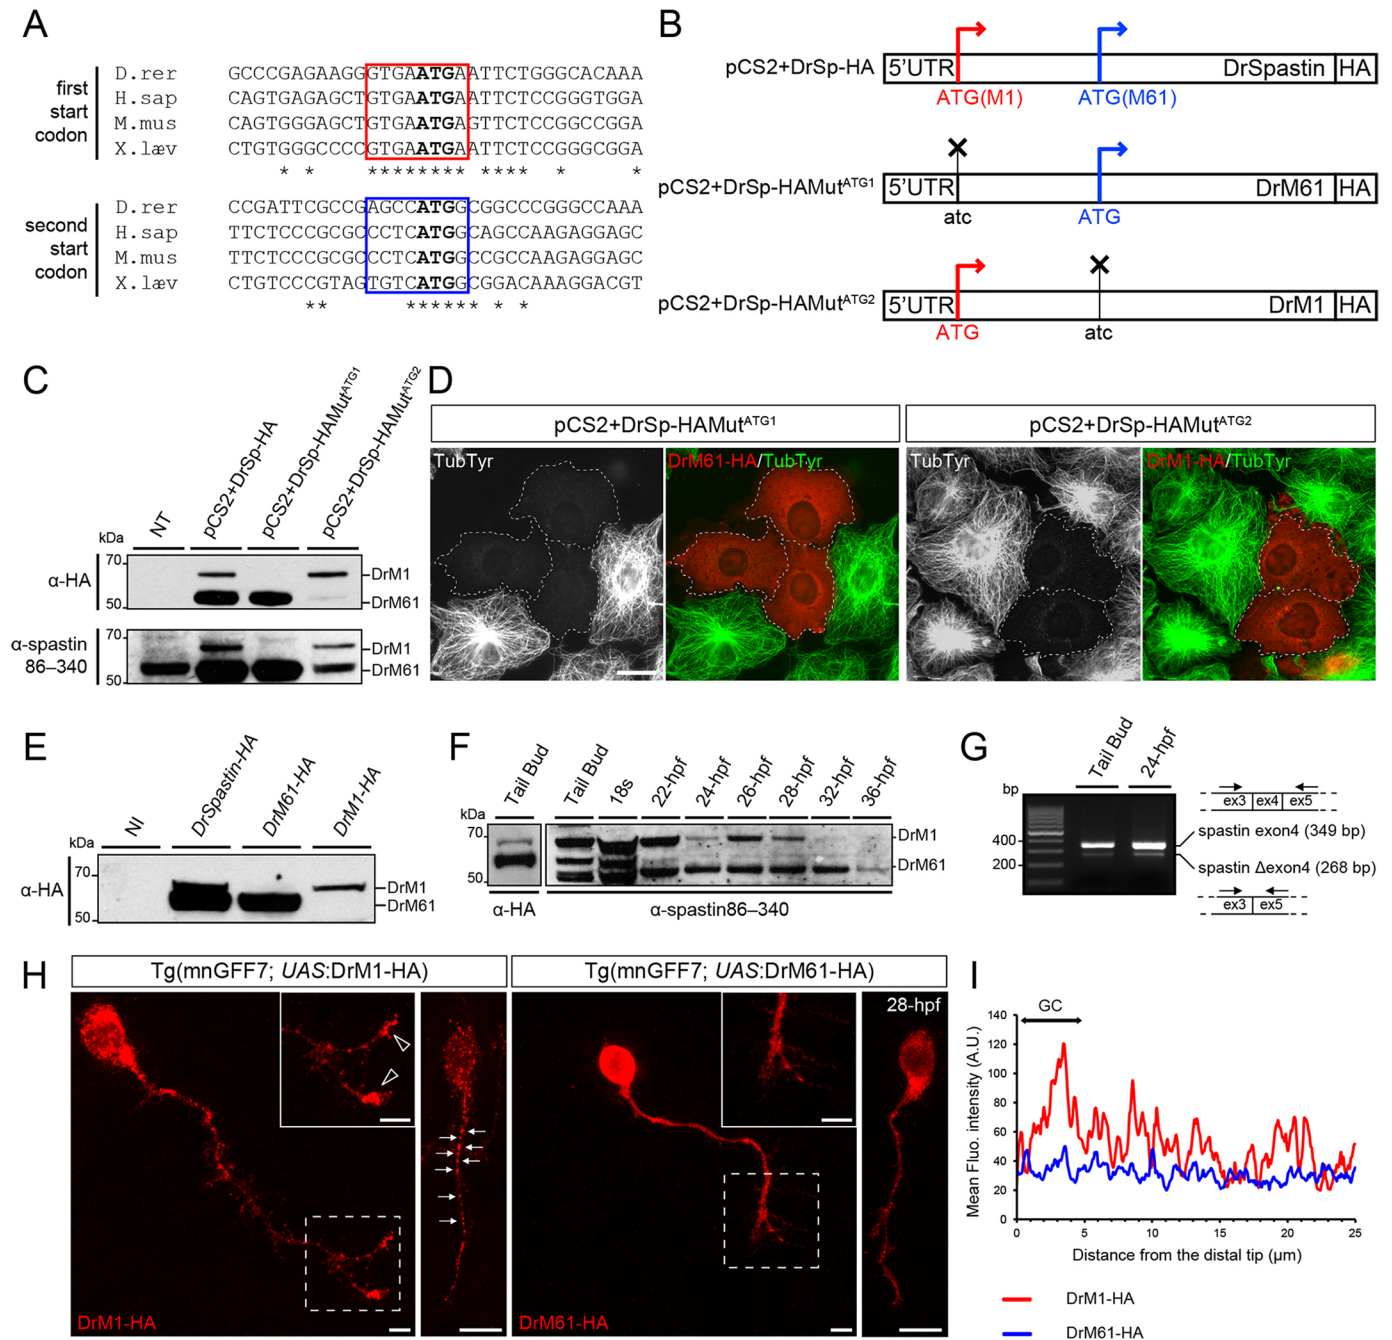 A
first
start
codon
D.rer GCCCGAGAAGGGTGAATGAATTCTGGGCACAAA
H.sap CAGTGAGAGCTGTGAATGAATTCTCCGGGTGGA
M.mus CAGTGGGAGCTGTGAATGAGTTCTCCGGCCGGA
X.læv CTGTGGGCCCCGTGAATGAATTCTCCGGGCGGA
* * * * * * * * * * * * * * * *
second
start
codon
D.rer CCGATTCGCCGAGCCATGGCGGCCCGGGCCAAA
H.sap TTCTCCCGCGCCCTCATGGCAGCCAAGAGGAGC
M.mus TTCTCCCGCGCCCTCATGGCCGCCAAGAGGAGC
X.læv CTGTCCCGTAGTGTCATGGCGGACAAAGGACGT
* * * * * * * * * *
B
pCS2+DrSp-HA
5'UTR DrSpastin HA
ATG(M1) ATG(M61)
pCS2+DrSp-HAMutATG1
5'UTR DrM61 HA
atc ATG
pCS2+DrSp-HAMutATG2
5'UTR DrM1 HA
ATG atc
C
NT
pCS2+DrSp-HA
pCS2+DrSp-HAMutATG1
pCS2+DrSp-HAMutATG2
kDa
α-HA
70
50
DrM1
DrM61
α-spastin
86–340
70
50
DrM1
DrM61
D
pCS2+DrSp-HAMutATG1
pCS2+DrSp-HAMutATG2
TubTyr
DrM61-HA/TubTyr
TubTyr
DrM1-HA/TubTyr
E
NI
DrSpastin-HA
DrM61-HA
DrM1-HA
kDa
α-HA
70
50
DrM1
DrM61
F
Tail Bud
Tail Bud
18s
22-hpf
24-hpf
26-hpf
28-hpf
32-hpf
36-hpf
kDa
70
50
DrM1
DrM61
α-HA
α-spastin86–340
G
Tail Bud
24-hpf
bp
400
200
ex3 ex4 ex5
spastin exon4 (349 bp)
spastin Δexon4 (268 bp)
ex3 ex5
H
Tg(mnGFF7; UAS:DrM1-HA)
Tg(mnGFF7; UAS:DrM61-HA)
28-hpf
DrM1-HA
DrM61-HA
I
GC
Mean Fluo. intensity (A.U.)
140
120
100
80
60
40
20
0
0 5 10 15 20 25
Distance from the distal tip (µm)
DrM1-HA
DrM61-HA